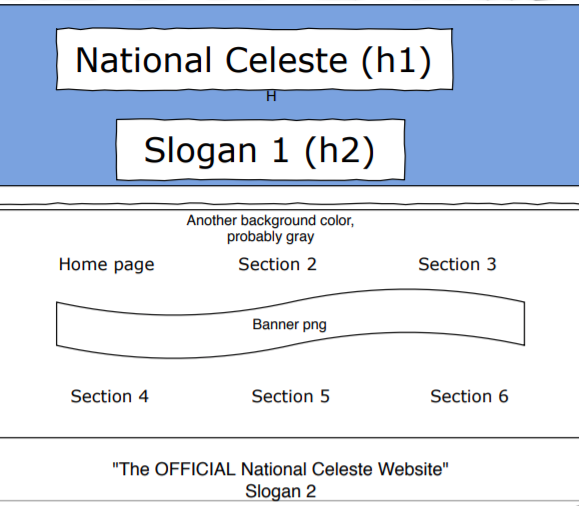 National Celeste (h1)
H
Slogan 1 (h2)
Another background color,
probably gray
Home page Section 2 Section 3
Banner png
Section 4 Section 5 Section 6
"The OFFICIAL National Celeste Website"
Slogan 2